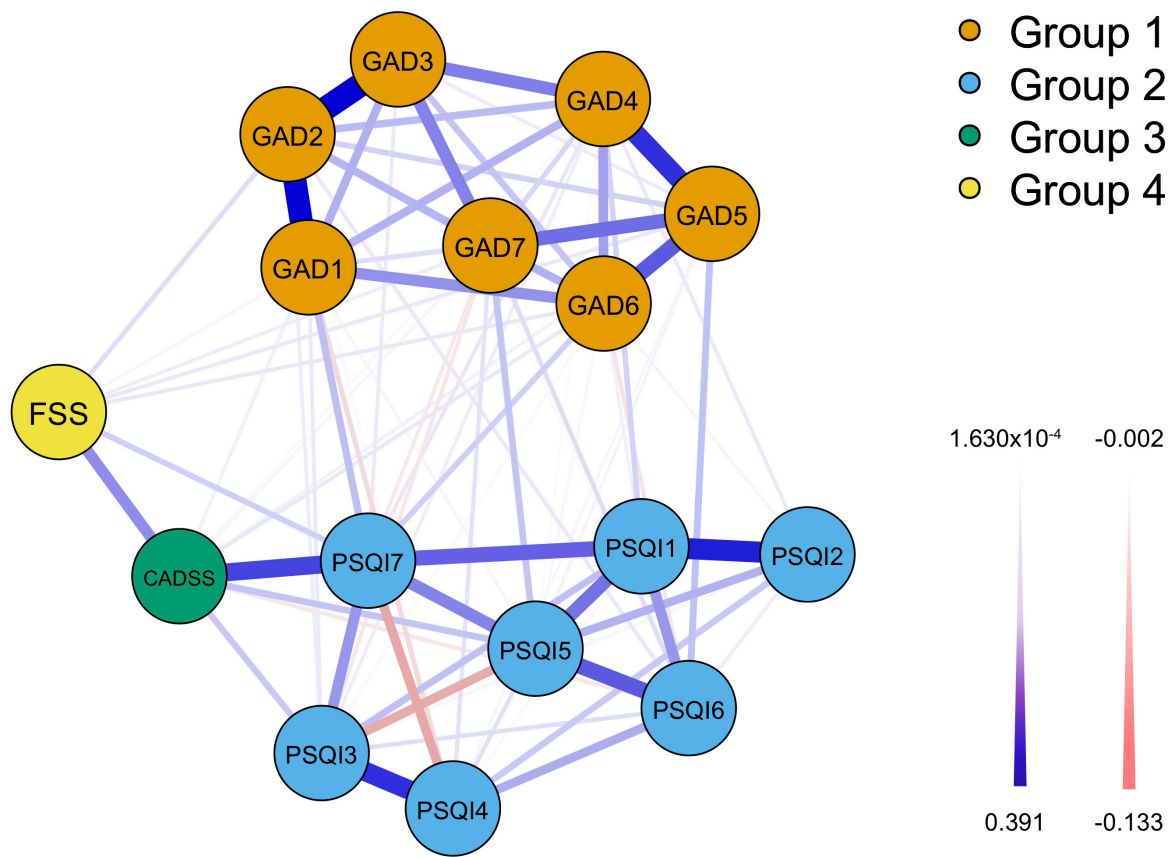 GAD3
GAD4
GAD2
GAD5
GAD7
GAD1
GAD6
FSS
PSQI1
PSQI2
PSQI7
CADSS
PSQI5
PSQI6
PSQI3
PSQI4
Group 1
Group 2
Group 3
Group 4
1.630x10⁻⁴ -0.002
0.391 -0.133